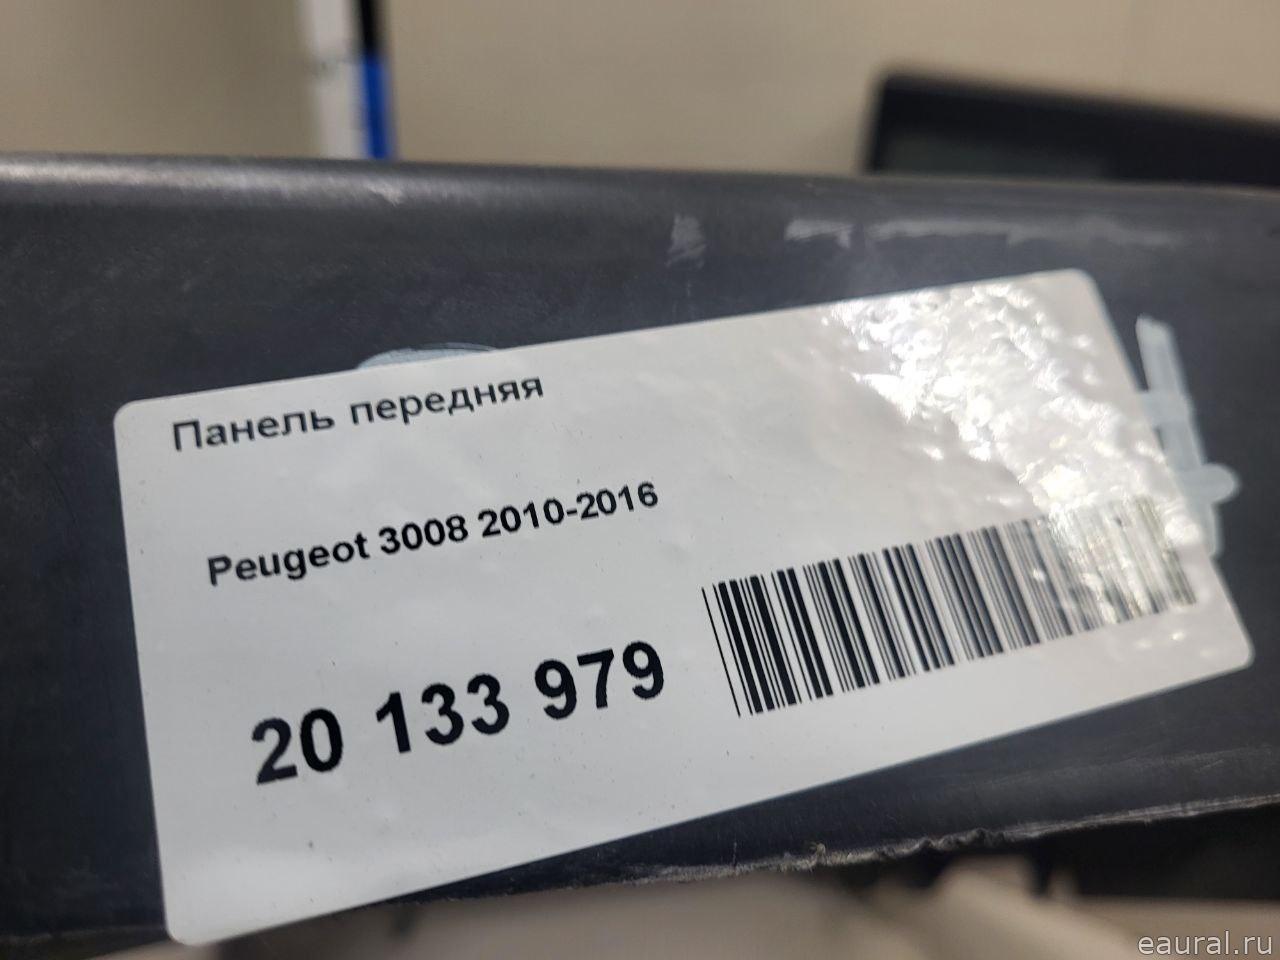 Панель передняя
Peugeot 3008 2010-2016
20 133 979
eaural.ru